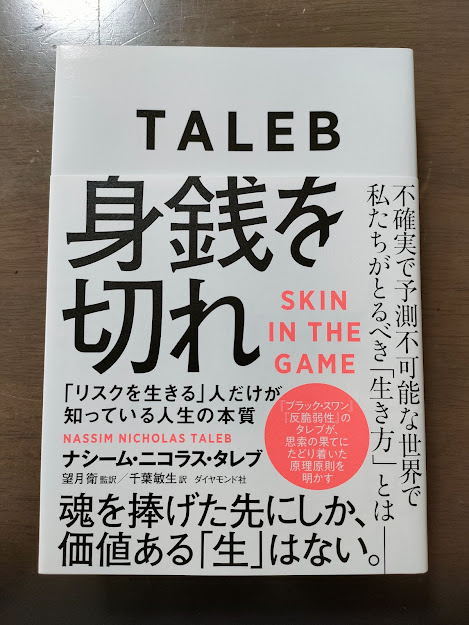 TALEB
身銭を
切れ
SKIN
IN THE
GAME
不確実で予測不可能な世界で
私たちがとるべき「生き方」とは——
「リスクを生きる」人だけが
知っている人生の本質
NASSIM NICHOLAS TALEB
ナシーム・ニコラス・タレブ
望月 衛 監訳／千葉敏生 訳 ダイヤモンド社
『ブラック・スワン』
『反脆弱性』の
タレブが、
思索の果てに
たどり着いた
原理原則を
明かす
魂を捧げた先にしか、
価値ある「生」はない。